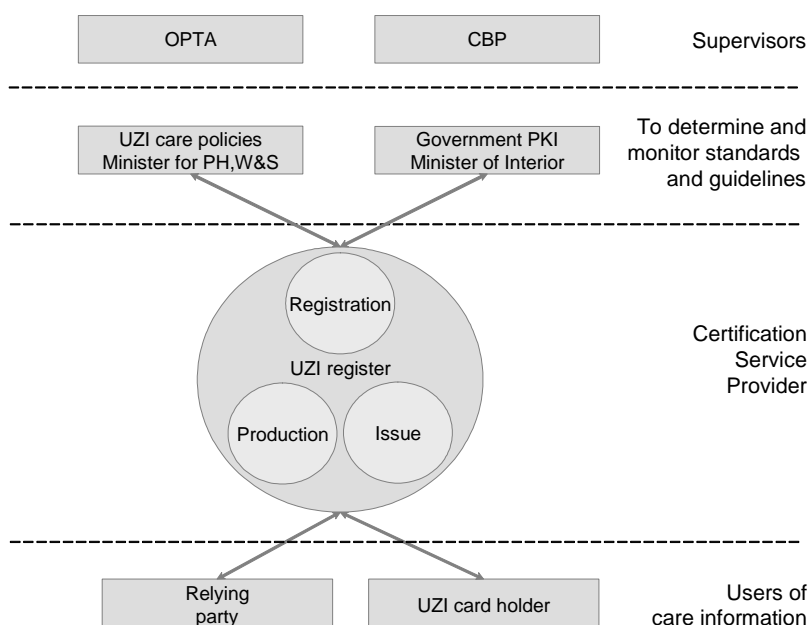 OPTA
CBP
Supervisors
UZI care policies
Minister for PH,W&S
Government PKI
Minister of Interior
To determine and
monitor standards
and guidelines
Registration
UZI register
Production
Issue
Certification
Service
Provider
Relying
party
UZI card holder
Users of
care information